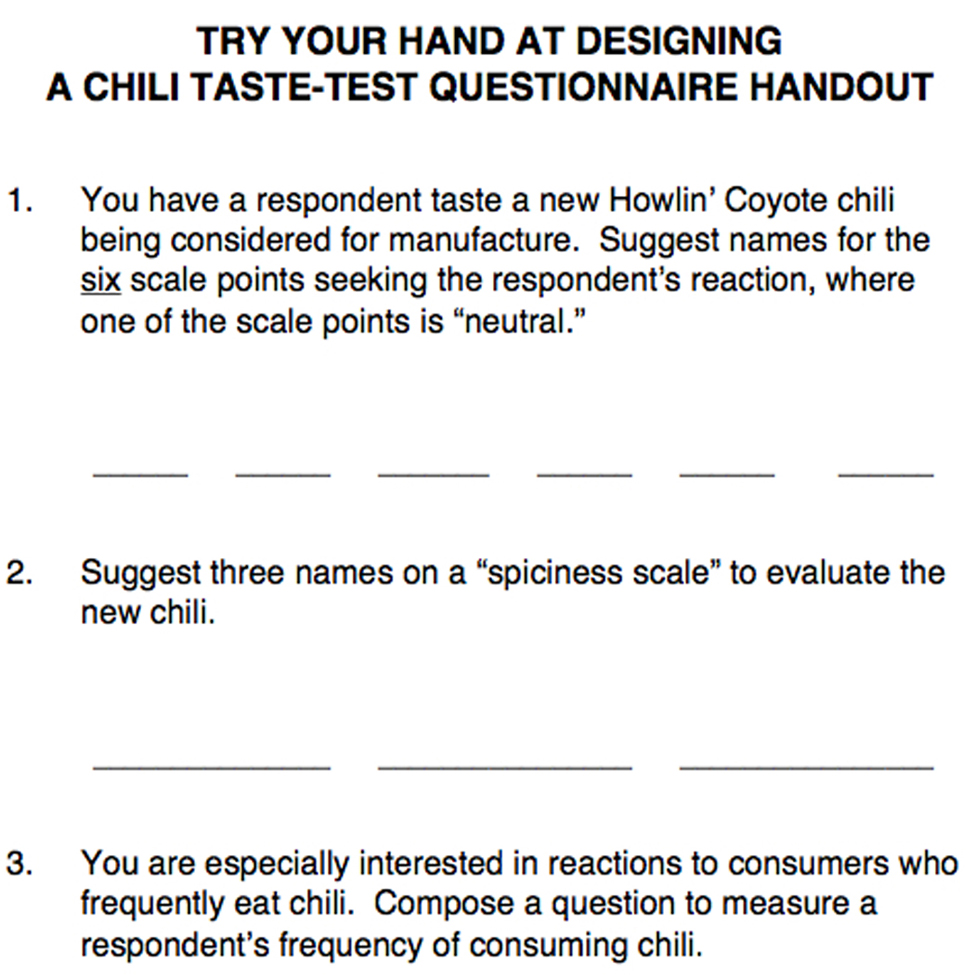 TRY YOUR HAND AT DESIGNING
A CHILI TASTE-TEST QUESTIONNAIRE HANDOUT
1. You have a respondent taste a new Howlin’ Coyote chili
being considered for manufacture. Suggest names for the
six scale points seeking the respondent’s reaction, where
one of the scale points is “neutral.”
2. Suggest three names on a “spiciness scale” to evaluate the
new chili.
3. You are especially interested in reactions to consumers who
frequently eat chili. Compose a question to measure a
respondent’s frequency of consuming chili.